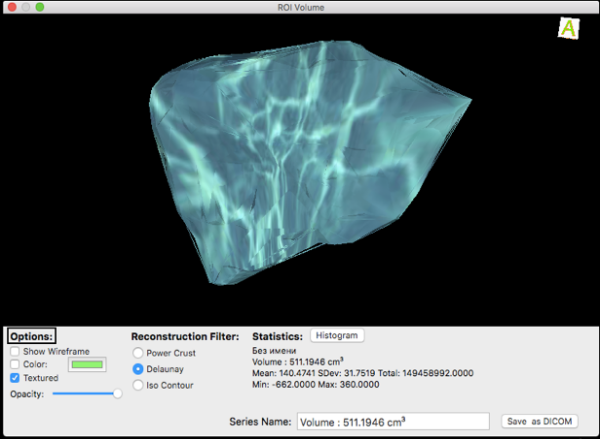 ROI Volume
A
Options:
Show Wireframe
Color:
Textured
Opacity:
Reconstruction Filter:
Power Crust
Delaunay
Iso Contour
Statistics:
Histogram
Без имени
Volume : 511.1946 cm³
Mean: 140.4741 SDev: 31.7519 Total: 149458992.0000
Min: -662.0000 Max: 360.0000
Series Name:
Volume : 511.1946 cm³
Save as DICOM